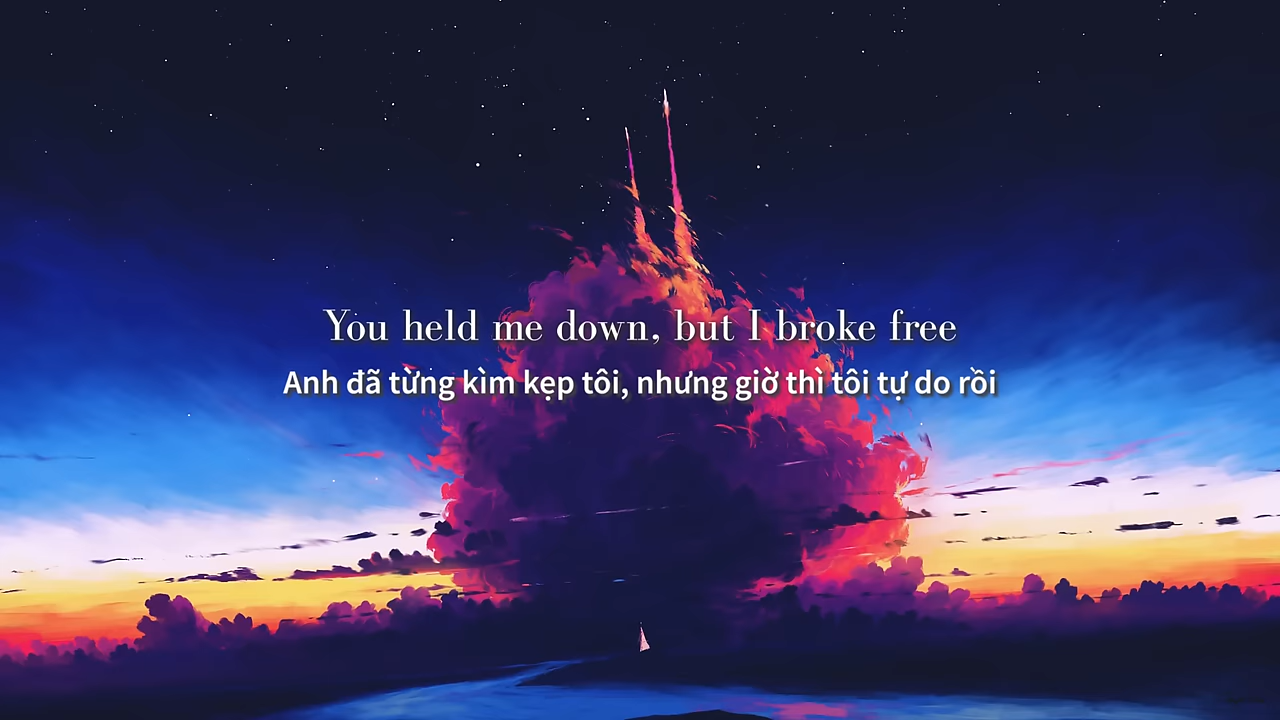 You held me down, but I broke free
Anh đã từng kìm kẹp tôi, nhưng giờ thì tôi tự do rồi